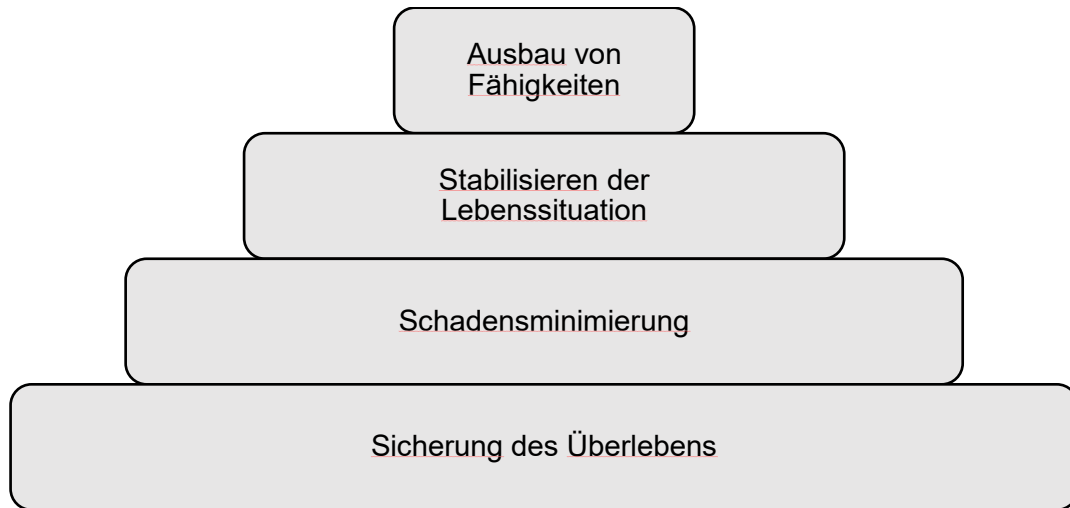 Ausbau von
Fähigkeiten
Stabilisieren der
Lebenssituation
Schadensminimierung
Sicherung des Überlebens